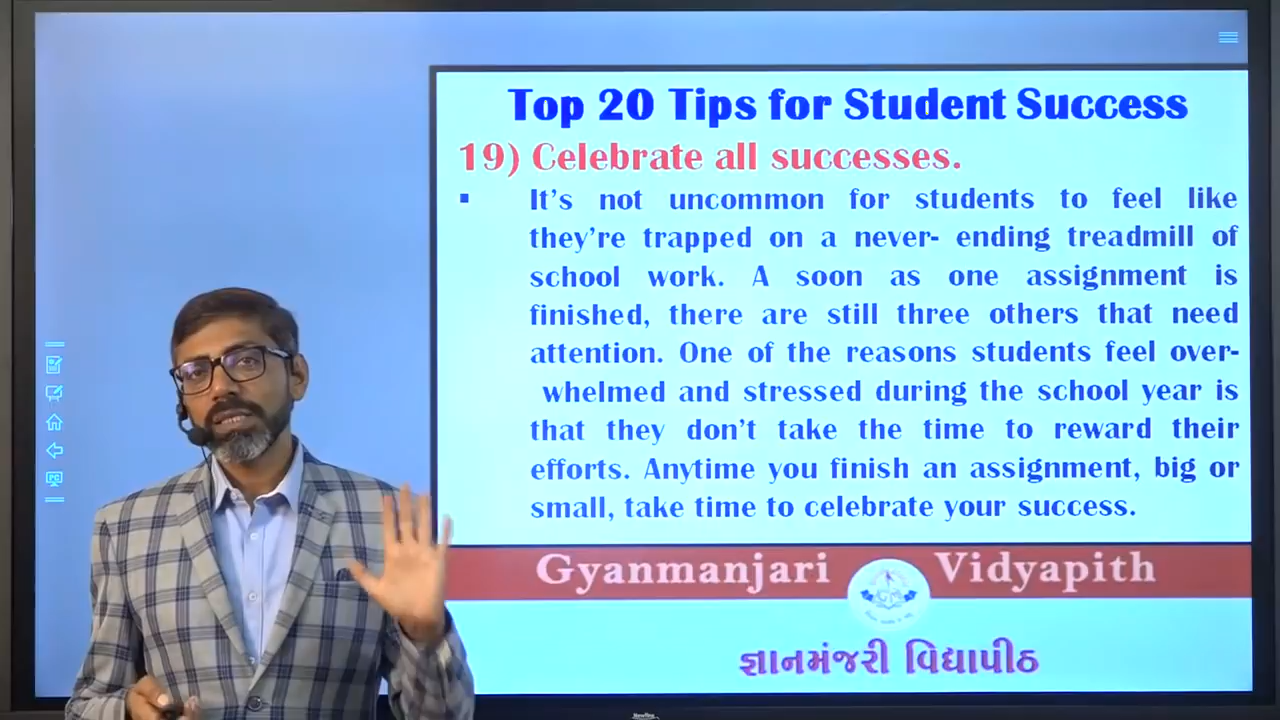 Top 20 Tips for Student Success
19) Celebrate all successes.
▪ It's not uncommon for students to feel like
they're trapped on a never- ending treadmill of
school work. A soon as one assignment is
finished, there are still three others that need
attention. One of the reasons students feel over-
whelmed and stressed during the school year is
that they don't take the time to reward their
efforts. Anytime you finish an assignment, big or
small, take time to celebrate your success.
Gyanmanjari Vidyapith
જ્ઞાનમંજરી વિદ્યાપીઠ